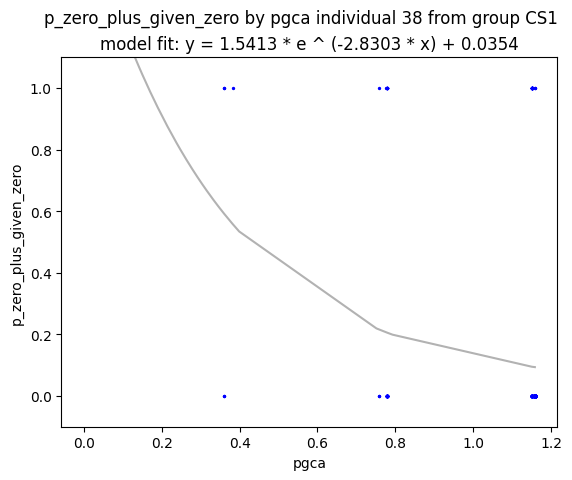 p_zero_plus_given_zero by pgca individual 38 from group CS1
model fit: y = 1.5413 * e ^ (-2.8303 * x) + 0.0354
1.0
0.8
0.6
0.4
0.2
0.0
p_zero_plus_given_zero
0.0 0.2 0.4 0.6 0.8 1.0 1.2
pgca